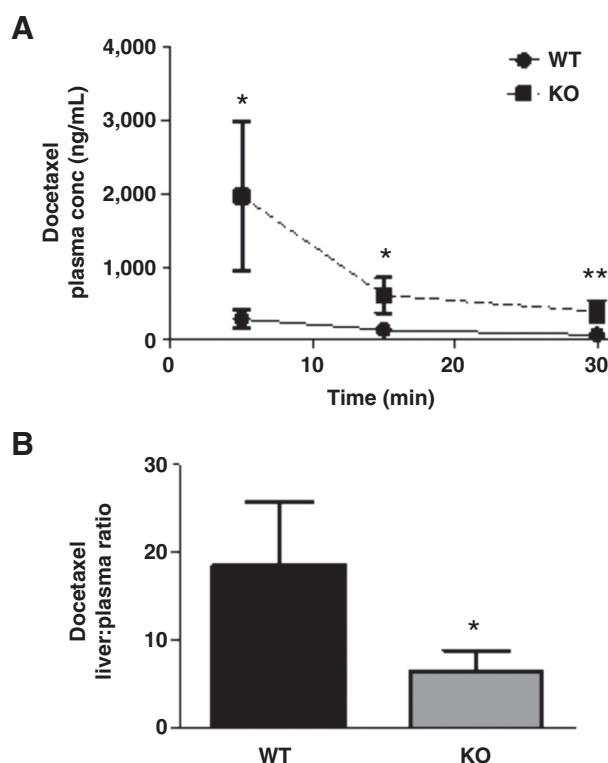 A
4,000
3,000
2,000
1,000
0
Docetaxel
plasma conc (ng/mL)
WT
KO
*
*
**
0 10 20 30
Time (min)
B
30
20
10
0
Docetaxel
liver:plasma ratio
*
WT KO